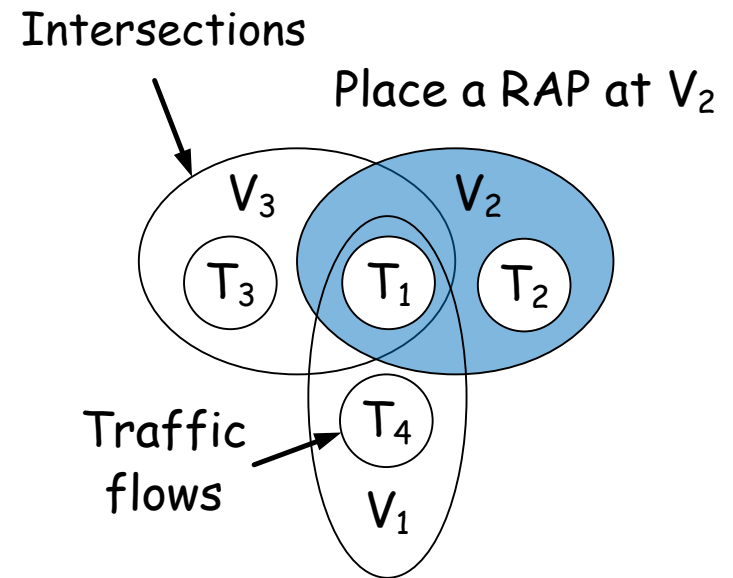 Intersections
Place a RAP at V₂
V₃
V₂
T₃
T₁
T₂
Traffic
flows
T₄
V₁